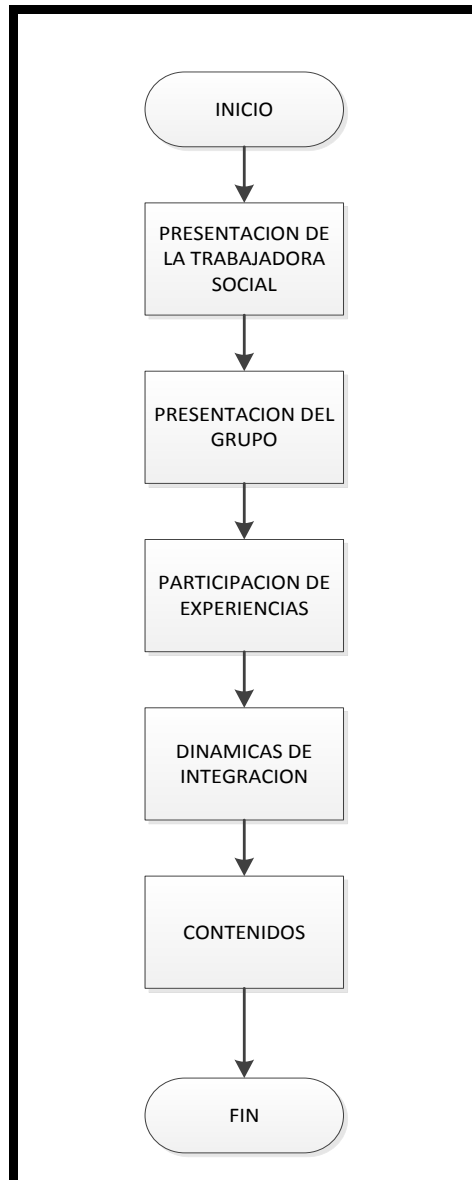 INICIO
PRESENTACION DE
LA TRABAJADORA
SOCIAL
PRESENTACION DEL
GRUPO
PARTICIPACION DE
EXPERIENCIAS
DINAMICAS DE
INTEGRACION
CONTENIDOS
FIN